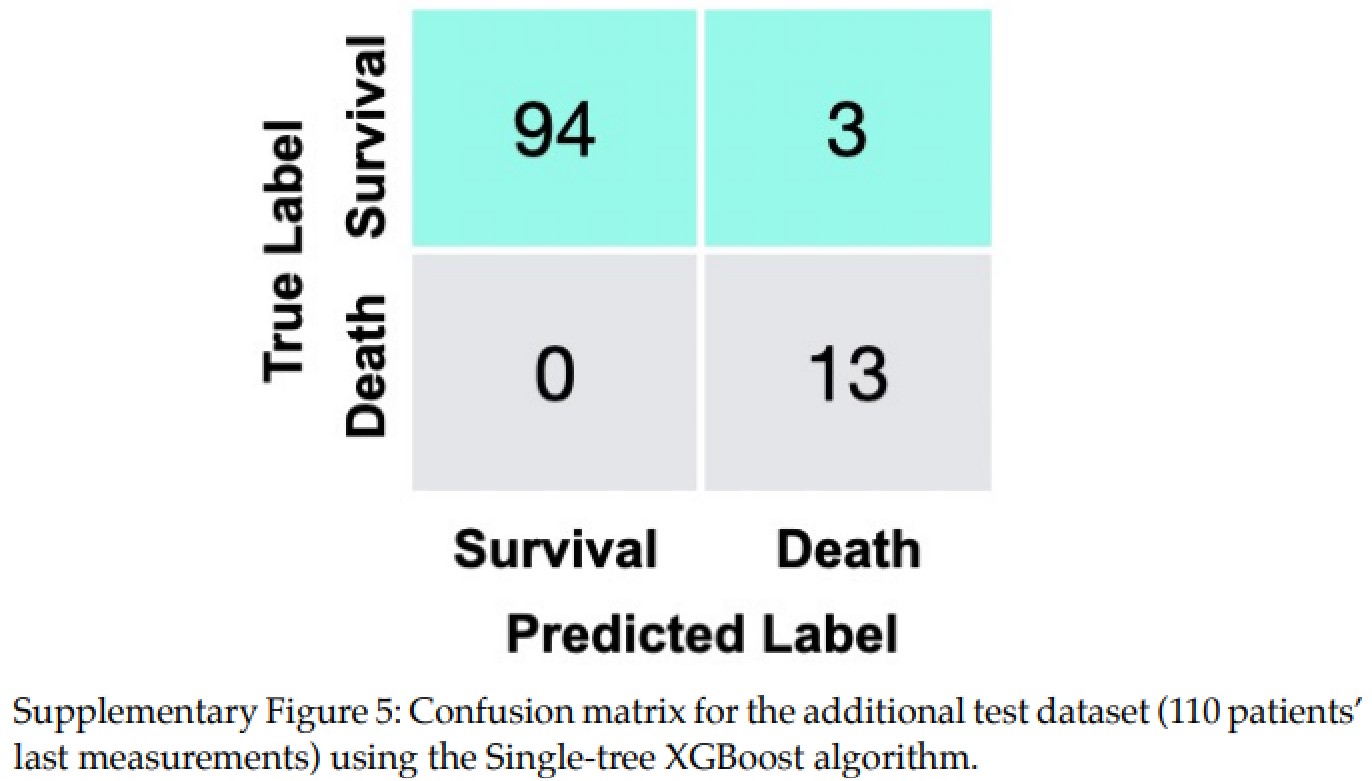 True Label
Survival
94
3
Death
0
13
Survival
Death
Predicted Label
Supplementary Figure 5: Confusion matrix for the additional test dataset (110 patients’
last measurements) using the Single-tree XGBoost algorithm.